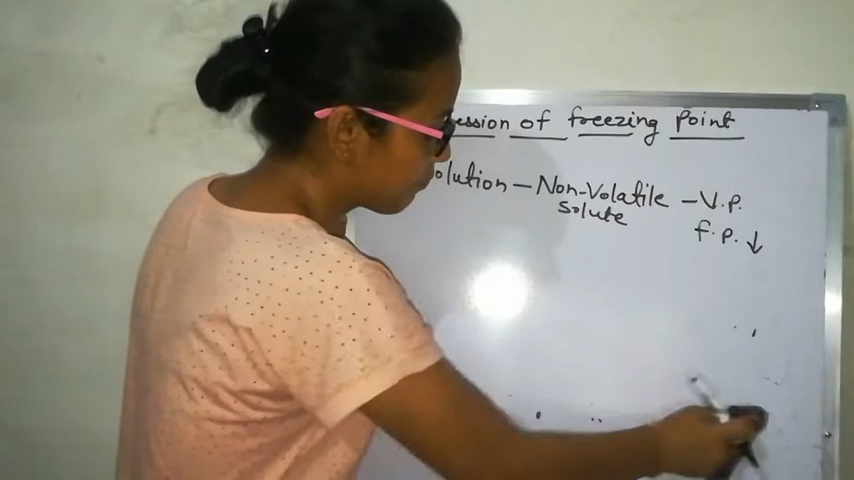 ession of freezing Point
olution - Non-Volatile - V.P.
Solute
f.p. ↓